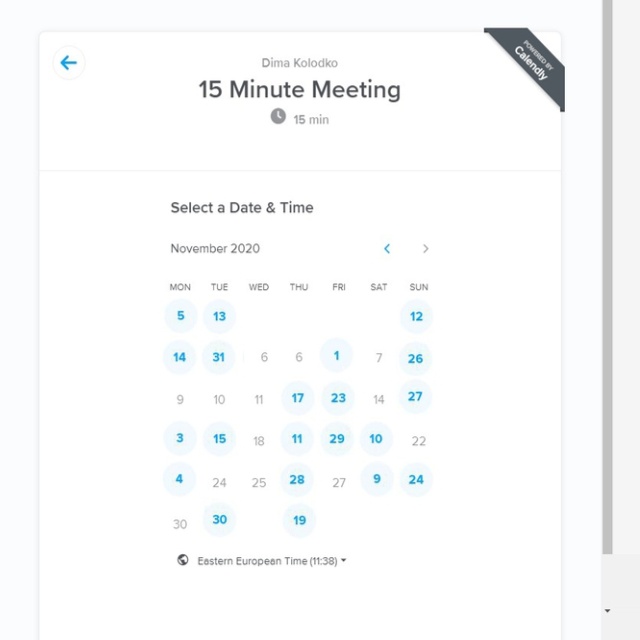 POWERED BY
Calendly
Dima Kolodko
15 Minute Meeting
15 min
Select a Date & Time
November 2020
MON TUE WED THU FRI SAT SUN
5 13 12
14 31 6 6 1 7 26
9 10 11 17 23 14 27
3 15 18 11 29 10 22
4 24 25 28 27 9 24
30 30 19
Eastern European Time (11:38)